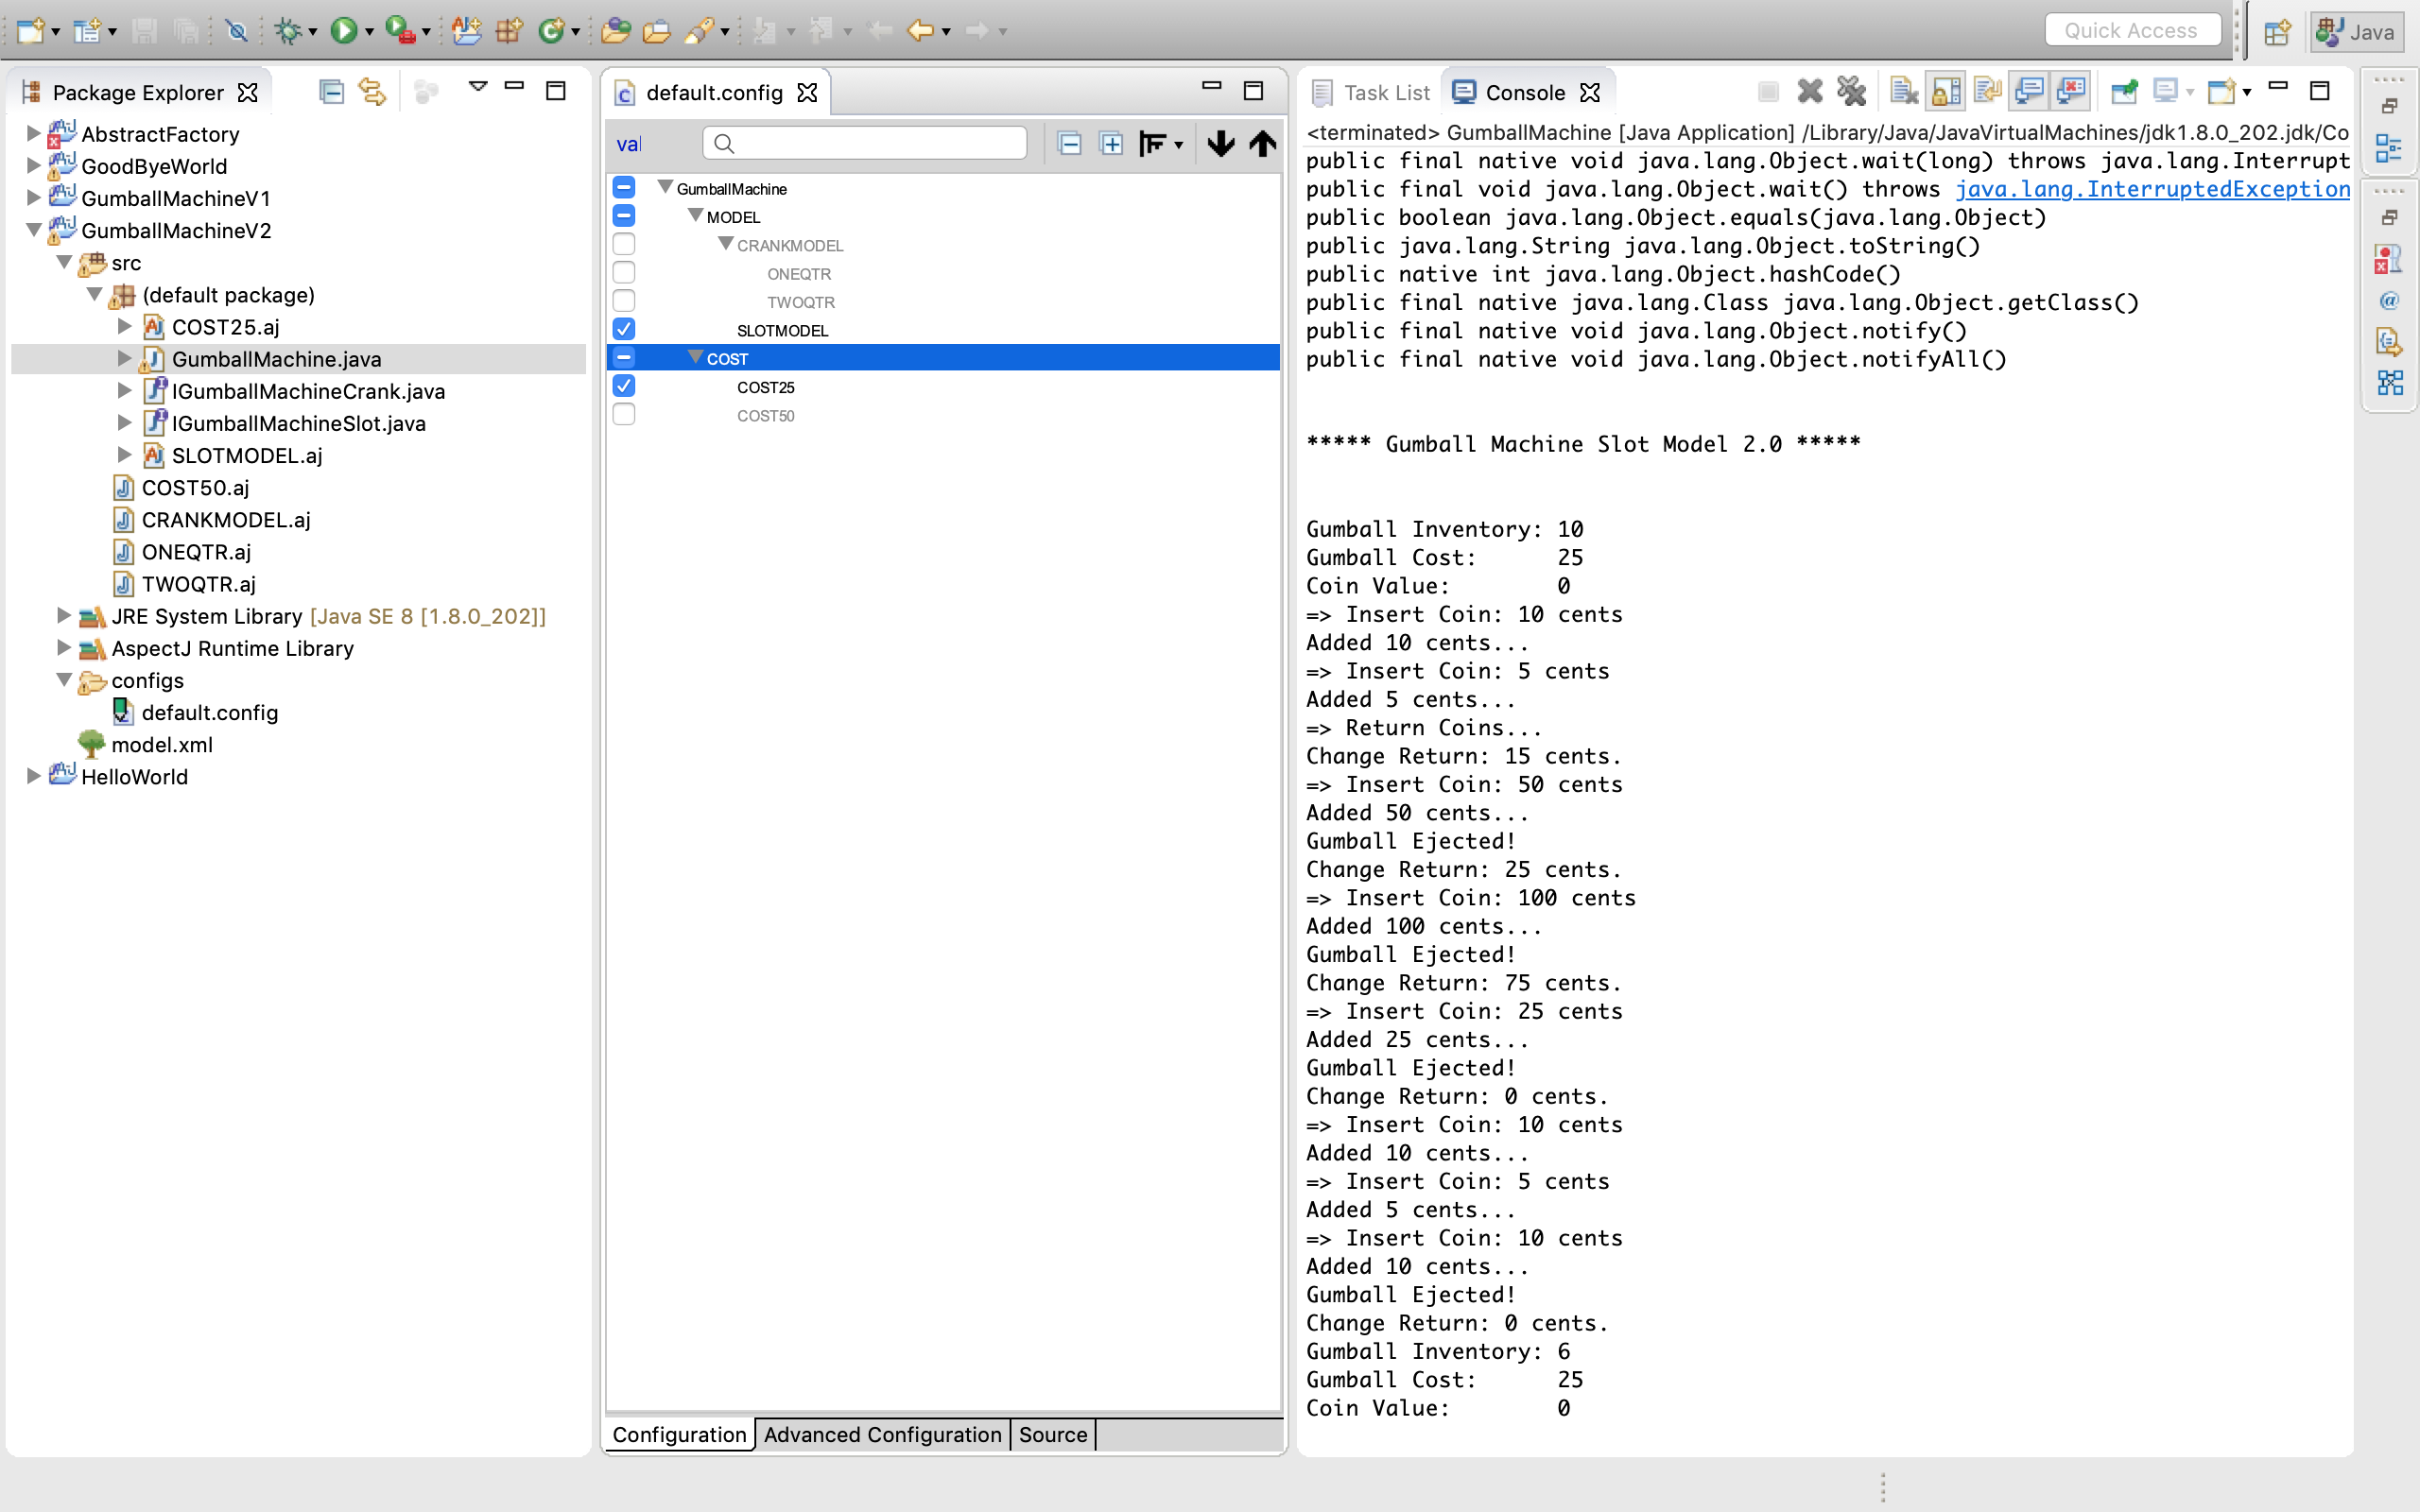 Quick Access
Java
Package Explorer
AbstractFactory
GoodByeWorld
GumballMachineV1
GumballMachineV2
src
(default package)
COST25.aj
GumballMachine.java
IGumballMachineCrank.java
IGumballMachineSlot.java
SLOTMODEL.aj
COST50.aj
CRANKMODEL.aj
ONEQTR.aj
TWOQTR.aj
JRE System Library [Java SE 8 [1.8.0_202]]
AspectJ Runtime Library
configs
default.config
model.xml
HelloWorld
default.config
val
GumballMachine
MODEL
CRANKMODEL
ONEQTR
TWOQTR
SLOTMODEL
COST
COST25
COST50
Configuration
Advanced Configuration
Source
Task List
Console
<terminated> GumballMachine [Java Application] /Library/Java/JavaVirtualMachines/jdk1.8.0_202.jdk/Co
public final native void java.lang.Object.wait(long) throws java.lang.Interrupt
public final void java.lang.Object.wait() throws java.lang.InterruptedException
public boolean java.lang.Object.equals(java.lang.Object)
public java.lang.String java.lang.Object.toString()
public native int java.lang.Object.hashCode()
public final native java.lang.Class java.lang.Object.getClass()
public final native void java.lang.Object.notify()
public final native void java.lang.Object.notifyAll()
***** Gumball Machine Slot Model 2.0 *****
Gumball Inventory: 10
Gumball Cost: 25
Coin Value: 0
=> Insert Coin: 10 cents
Added 10 cents...
=> Insert Coin: 5 cents
Added 5 cents...
=> Return Coins...
Change Return: 15 cents.
=> Insert Coin: 50 cents
Added 50 cents...
Gumball Ejected!
Change Return: 25 cents.
=> Insert Coin: 100 cents
Added 100 cents...
Gumball Ejected!
Change Return: 75 cents.
=> Insert Coin: 25 cents
Added 25 cents...
Gumball Ejected!
Change Return: 0 cents.
=> Insert Coin: 10 cents
Added 10 cents...
=> Insert Coin: 5 cents
Added 5 cents...
=> Insert Coin: 10 cents
Added 10 cents...
Gumball Ejected!
Change Return: 0 cents.
Gumball Inventory: 6
Gumball Cost: 25
Coin Value: 0